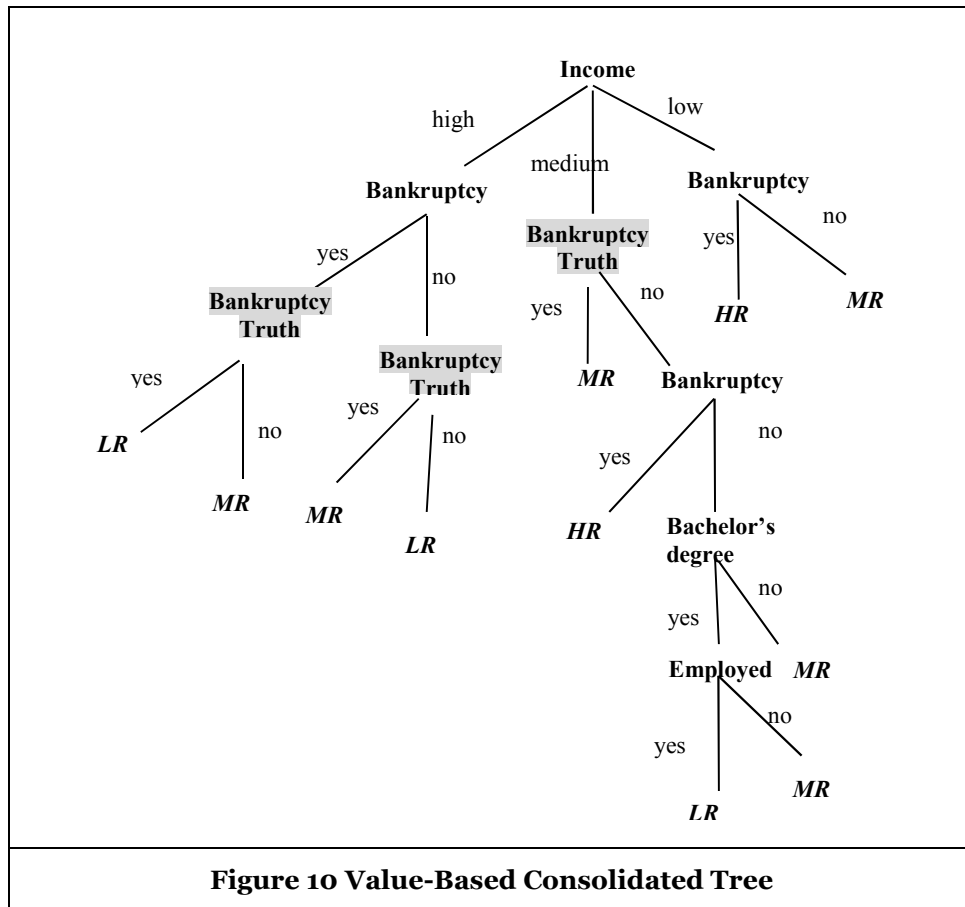 Income
high
low
medium
Bankruptcy
Bankruptcy
yes
no
Bankruptcy
Truth
yes
no
Bankruptcy
Truth
yes
no
HR
MR
Bankruptcy
Truth
yes
no
MR
Bankruptcy
yes
no
LR
MR
yes
no
MR
LR
yes
no
HR
Bachelor's
degree
yes
no
Employed
MR
yes
no
LR
MR
Figure 10 Value-Based Consolidated Tree